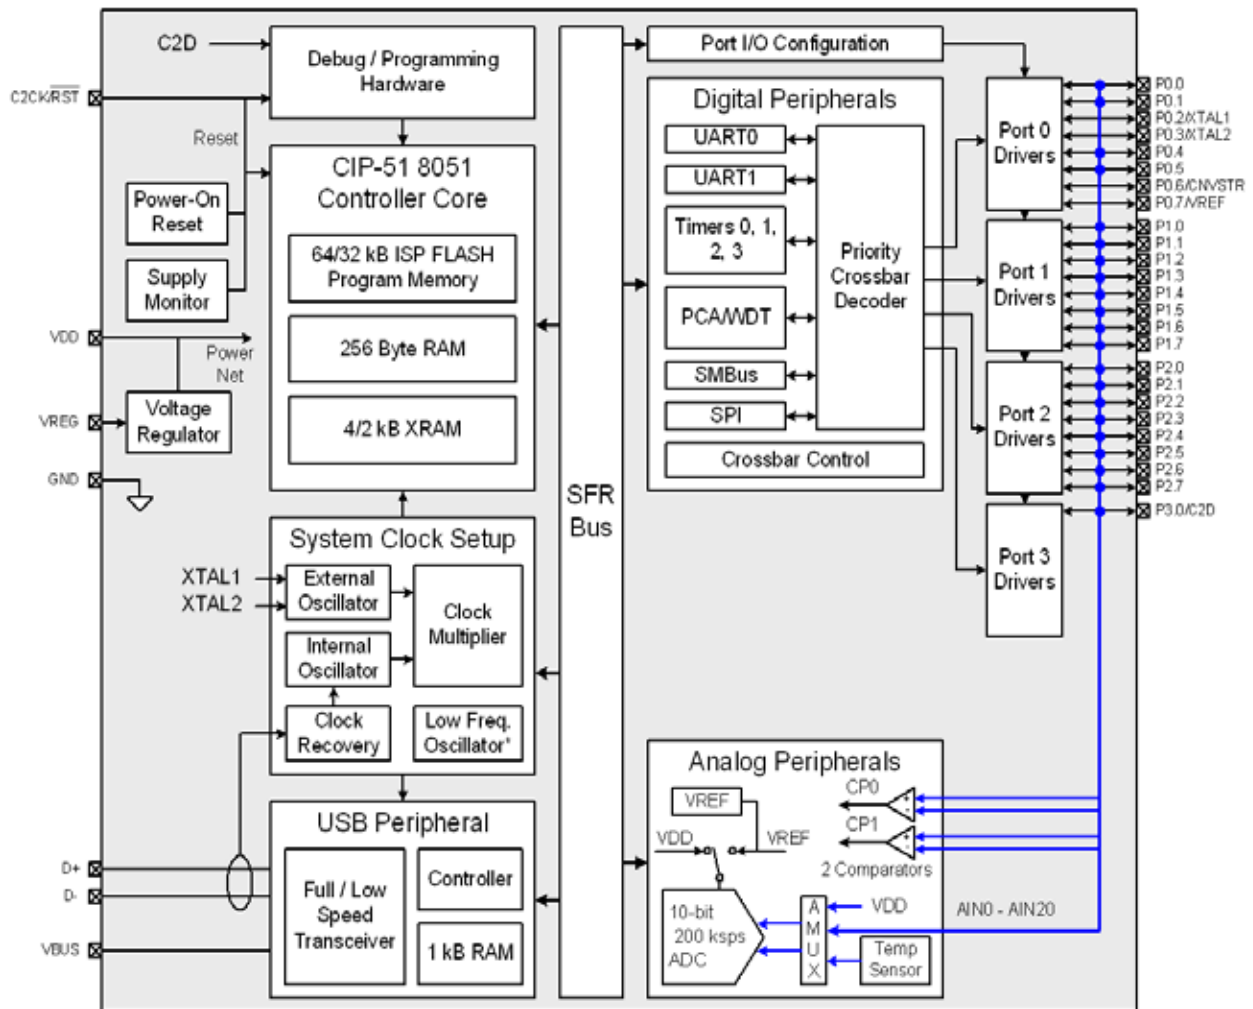 C2D
C2CK/RST
Reset
Power-On
Reset
Supply
Monitor
VDD
Power
Net
VREG
Voltage
Regulator
GND
Debug / Programming
Hardware
CIP-51 8051
Controller Core
64/32 kB ISP FLASH
Program Memory
256 Byte RAM
4/2 kB XRAM
System Clock Setup
XTAL1
XTAL2
External
Oscillator
Internal
Oscillator
Clock
Multiplier
Clock
Recovery
Low Freq.
Oscillator*
USB Peripheral
D+
D-
VBUS
Full / Low
Speed
Transceiver
Controller
1 kB RAM
SFR
Bus
Port I/O Configuration
Digital Peripherals
UART0
UART1
Timers 0, 1,
2, 3
PCA/WDT
SMBus
SPI
Priority
Crossbar
Decoder
Crossbar Control
Port 0
Drivers
Port 1
Drivers
Port 2
Drivers
Port 3
Drivers
P0.0
P0.1
P0.2/XTAL1
P0.3/XTAL2
P0.4
P0.5
P0.6/CNVSTR
P0.7/VREF
P1.0
P1.1
P1.2
P1.3
P1.4
P1.5
P1.6
P1.7
P2.0
P2.1
P2.2
P2.3
P2.4
P2.5
P2.6
P2.7
P3.0/C2D
Analog Peripherals
VREF
VDD
VREF
CP0
+
-
CP1
+
-
2 Comparators
10-bit
200 ksps
ADC
A
M
U
X
VDD
Temp
Sensor
AIN0 - AIN20